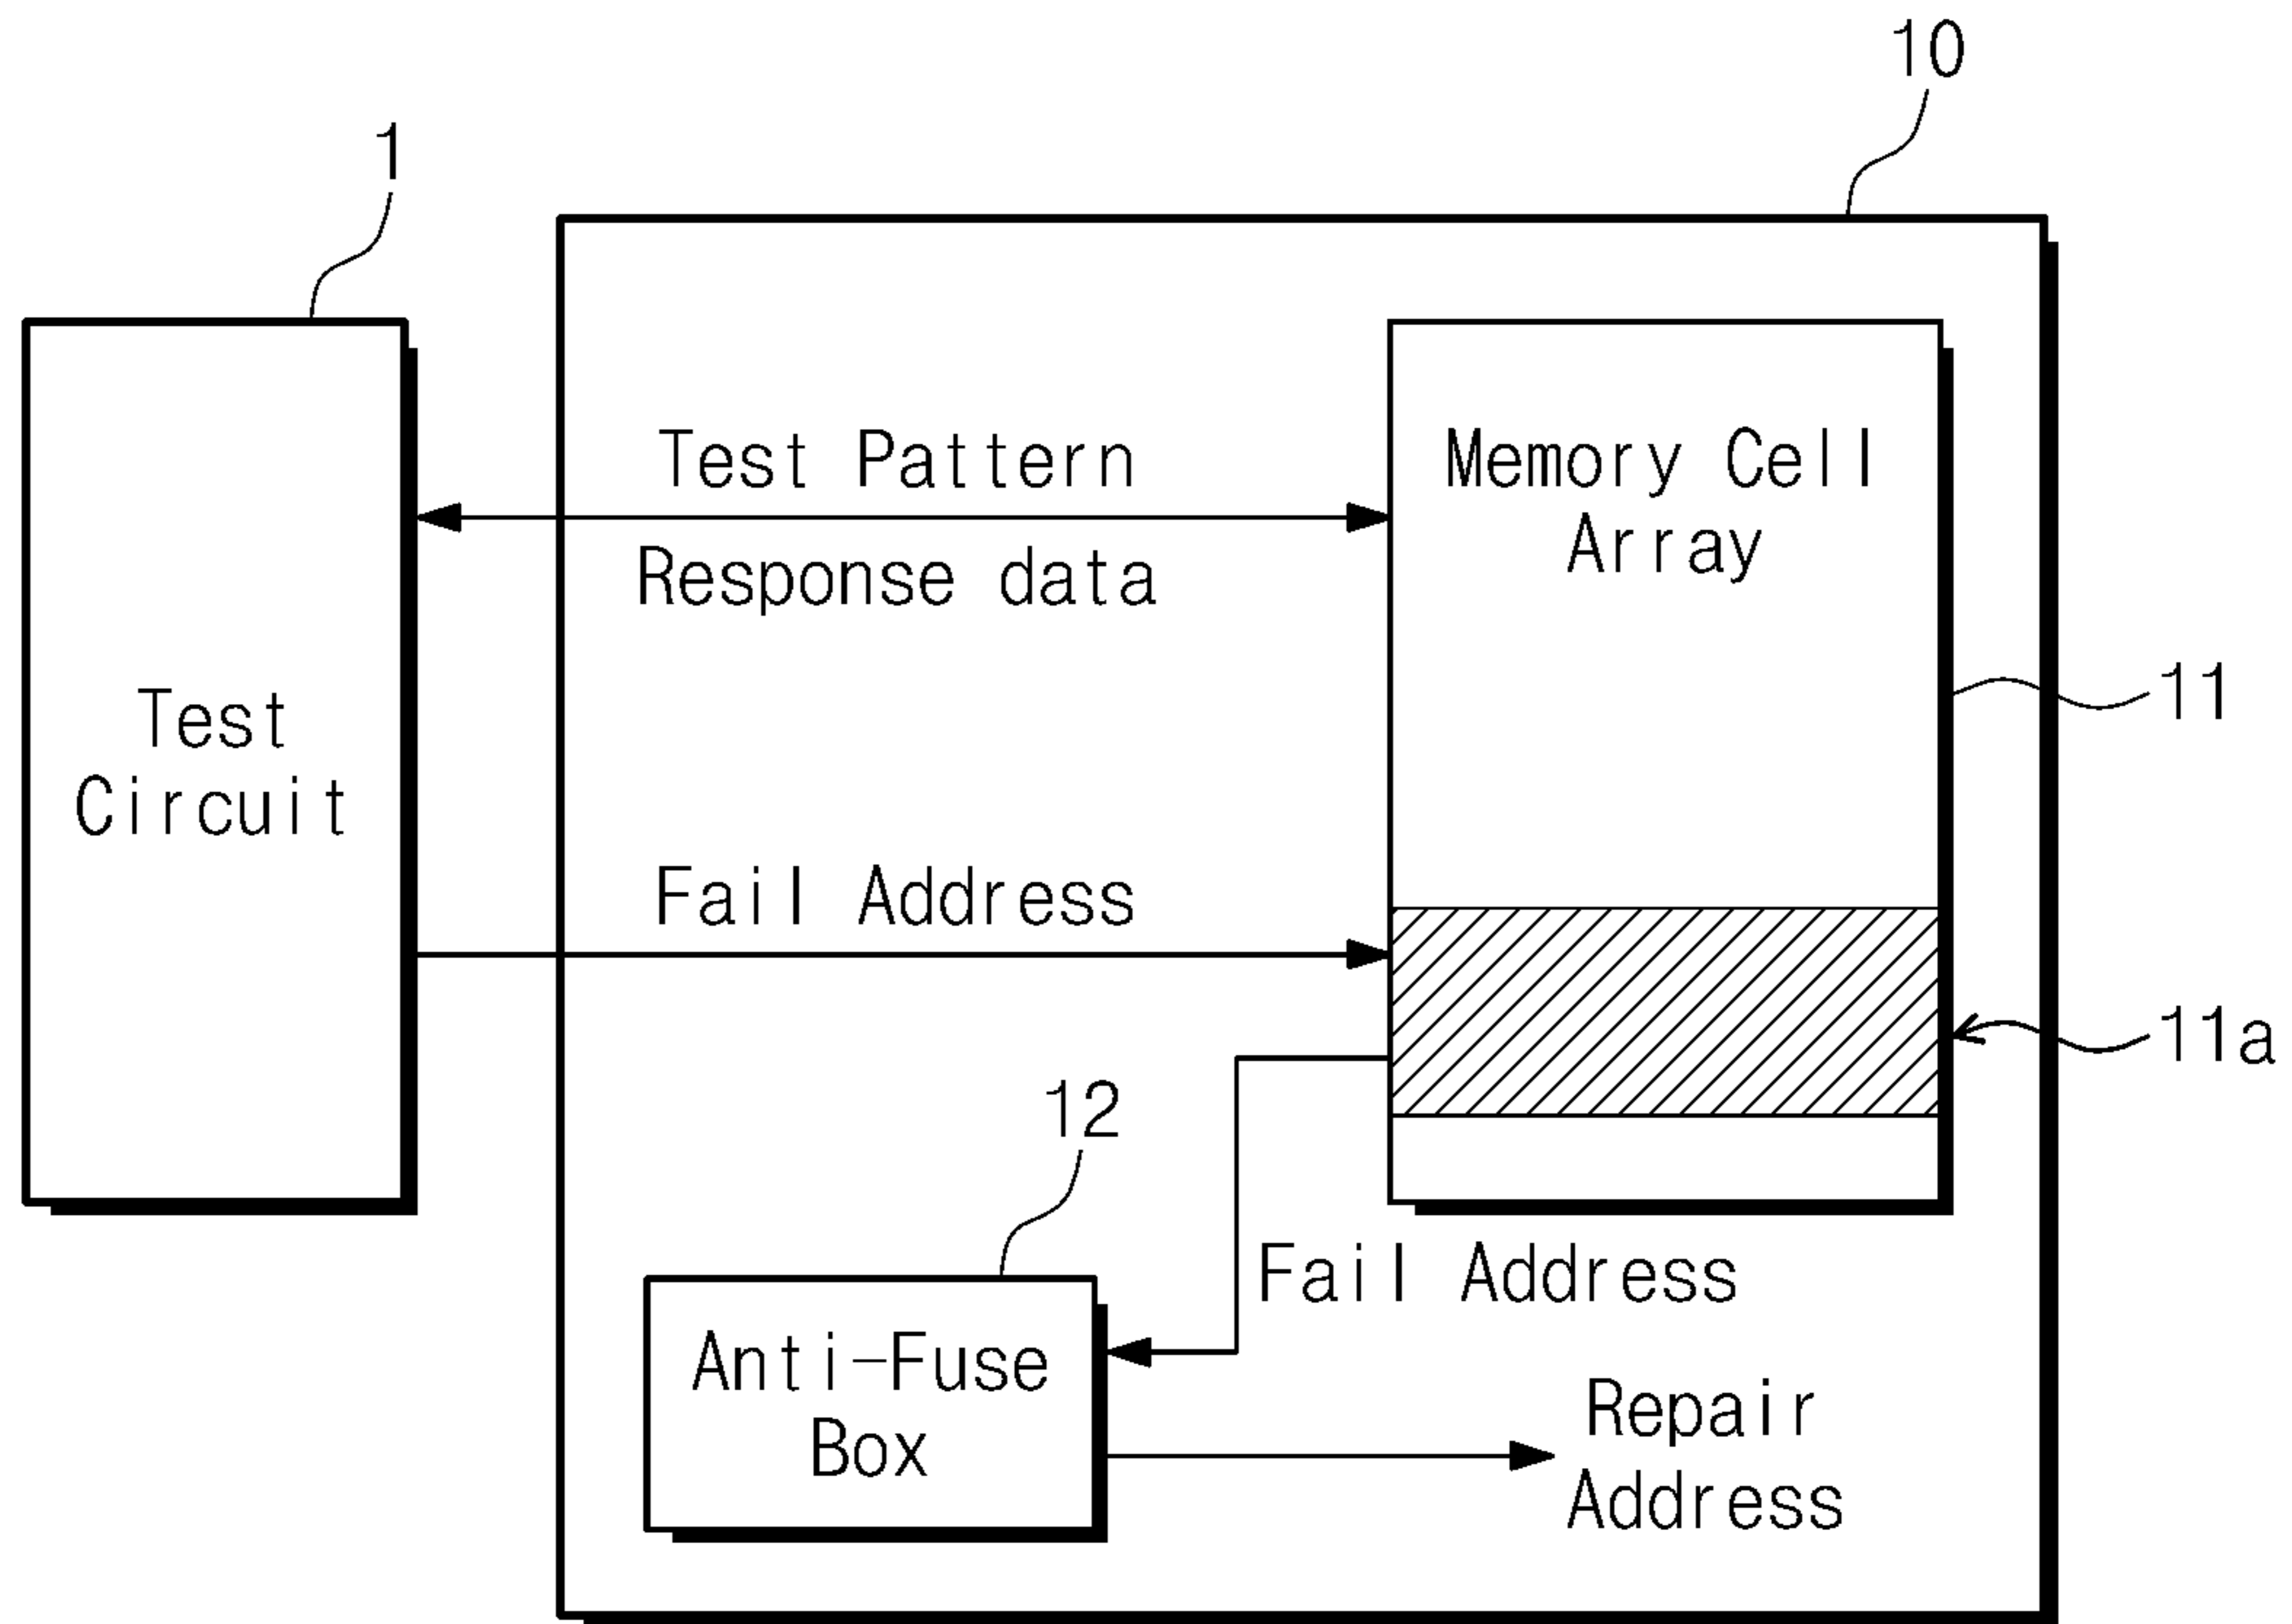 10
1
Test Pattern
Response data
Memory Cell
Array
11
Test
Circuit
Fail Address
11a
12
Fail Address
Anti-Fuse
Box
Repair
Address